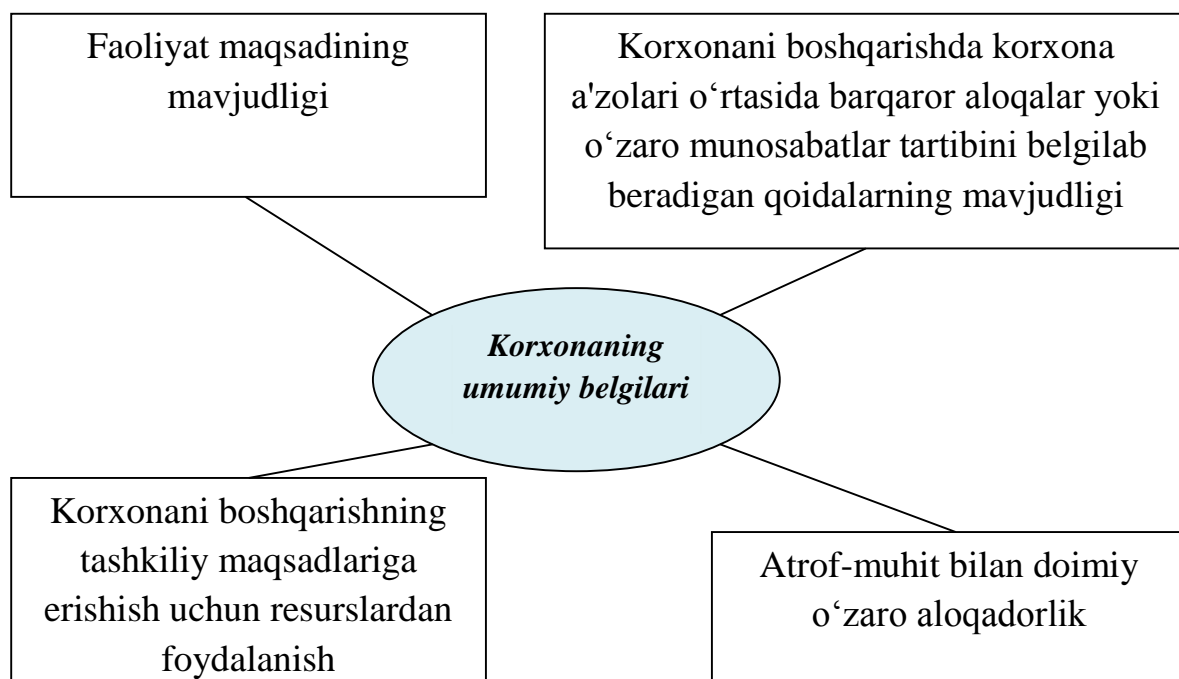 Faoliyat maqsadining
mavjudligi
Korxonani boshqarishda korxona
a'zolari o‘rtasida barqaror aloqalar yoki
o‘zaro munosabatlar tartibini belgilab
beradigan qoidalarning mavjudligi
Korxonaning
umumiy belgilari
Korxonani boshqarishning
tashkiliy maqsadlariga
erishish uchun resurslardan
foydalanish
Atrof-muhit bilan doimiy
o‘zaro aloqadorlik